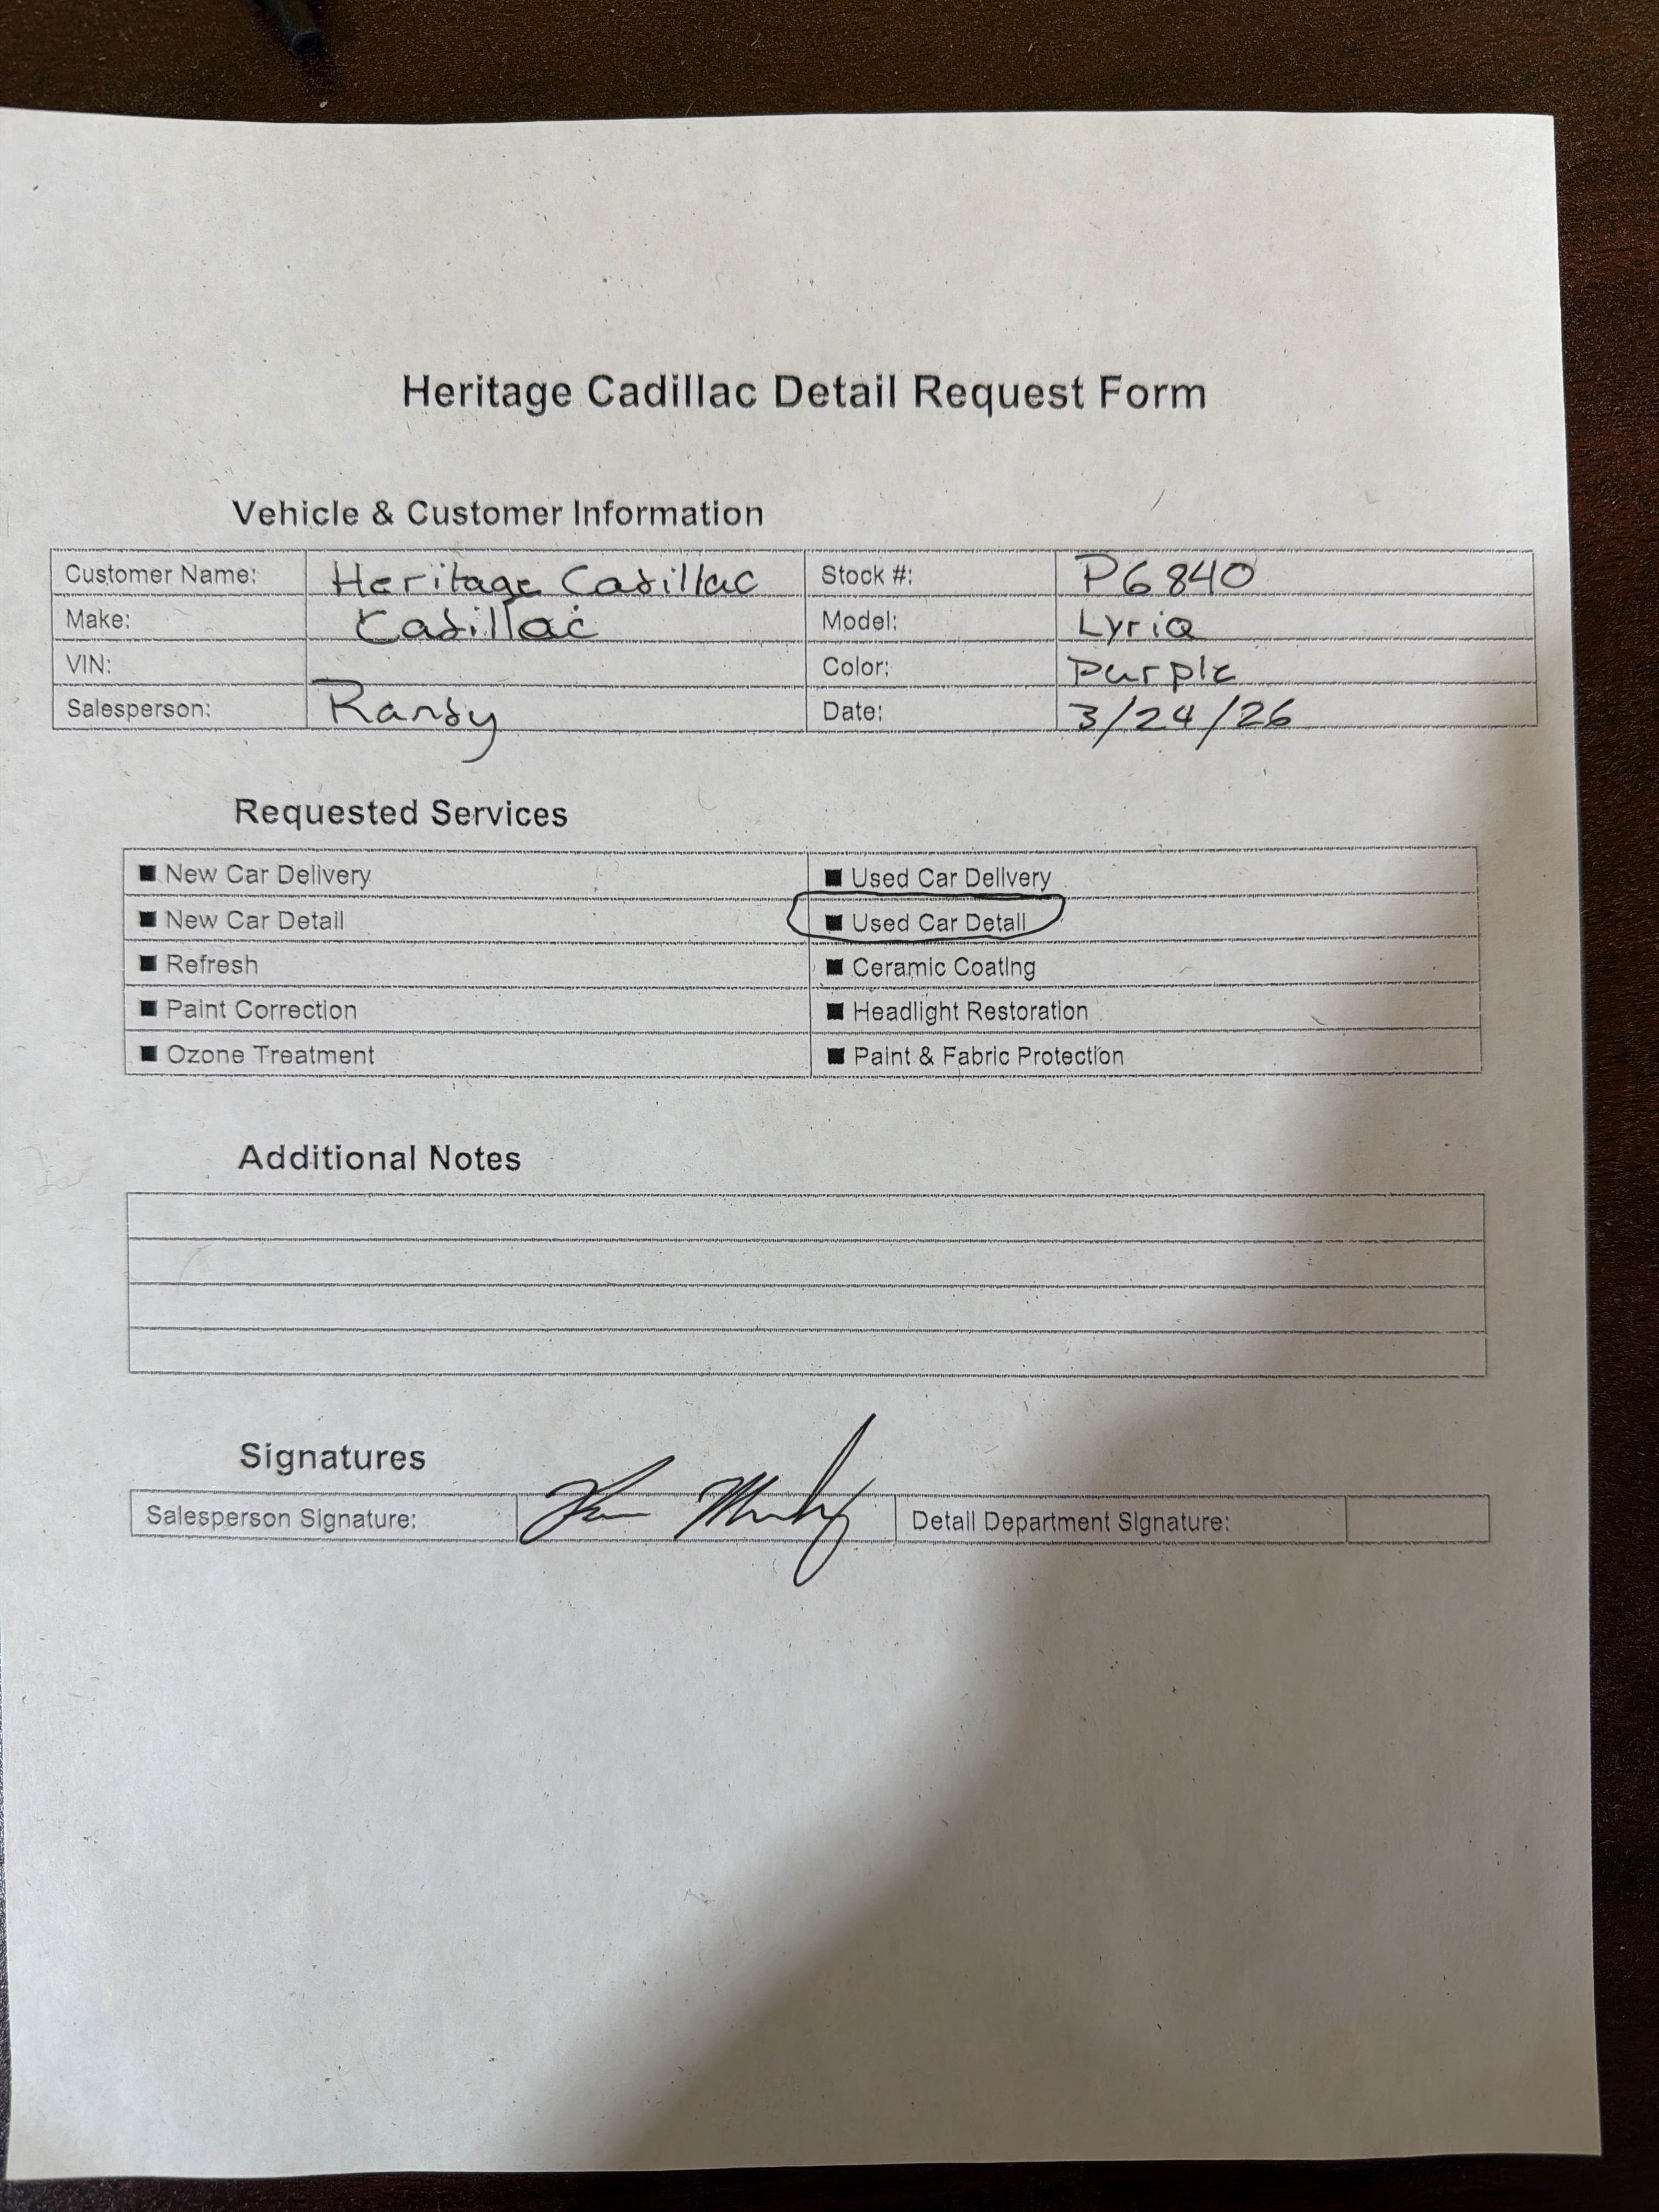 Heritage Cadillac Detail Request Form
Vehicle & Customer Information
Customer Name: Heritage Cadillac Stock #: P6840
Make: Cadillac Model: Lyriq
VIN: Color: Purple
Salesperson: Randy Date: 3/24/26
Requested Services
■ New Car Delivery ■ Used Car Delivery
■ New Car Detail ■ Used Car Detail
■ Refresh ■ Ceramic Coating
■ Paint Correction ■ Headlight Restoration
■ Ozone Treatment ■ Paint & Fabric Protection
Additional Notes
Signatures
Salesperson Signature: Detail Department Signature: